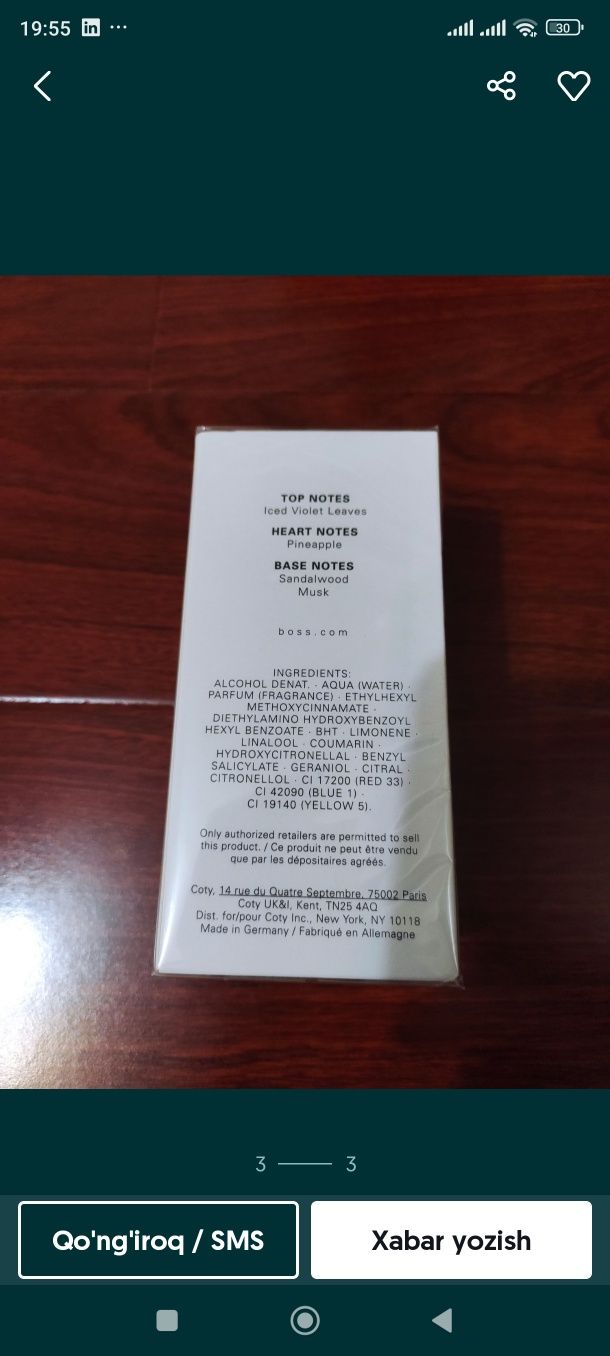 19:55 in ...
30
TOP NOTES
Iced Violet Leaves
HEART NOTES
Pineapple
BASE NOTES
Sandalwood
Musk
boss.com
INGREDIENTS:
ALCOHOL DENAT. · AQUA (WATER) ·
PARFUM (FRAGRANCE) · ETHYLHEXYL
METHOXYCINNAMATE ·
DIETHYLAMINO HYDROXYBENZOYL
HEXYL BENZOATE · BHT · LIMONENE ·
LINALOOL · COUMARIN ·
HYDROXYCITRONELLAL · BENZYL
SALICYLATE · GERANIOL · CITRAL ·
CITRONELLOL · CI 17200 (RED 33) ·
CI 42090 (BLUE 1) ·
CI 19140 (YELLOW 5).
Only authorized retailers are permitted to sell
this product. / Ce produit ne peut être vendu
que par les dépositaires agréés.
Coty, 14 rue du Quatre Septembre, 75002 Paris
Coty UK&I, Kent, TN25 4AQ
Dist. for/pour Coty Inc., New York, NY 10118
Made in Germany / Fabriqué en Allemagne
3 — 3
Qo'ng'iroq / SMS
Xabar yozish